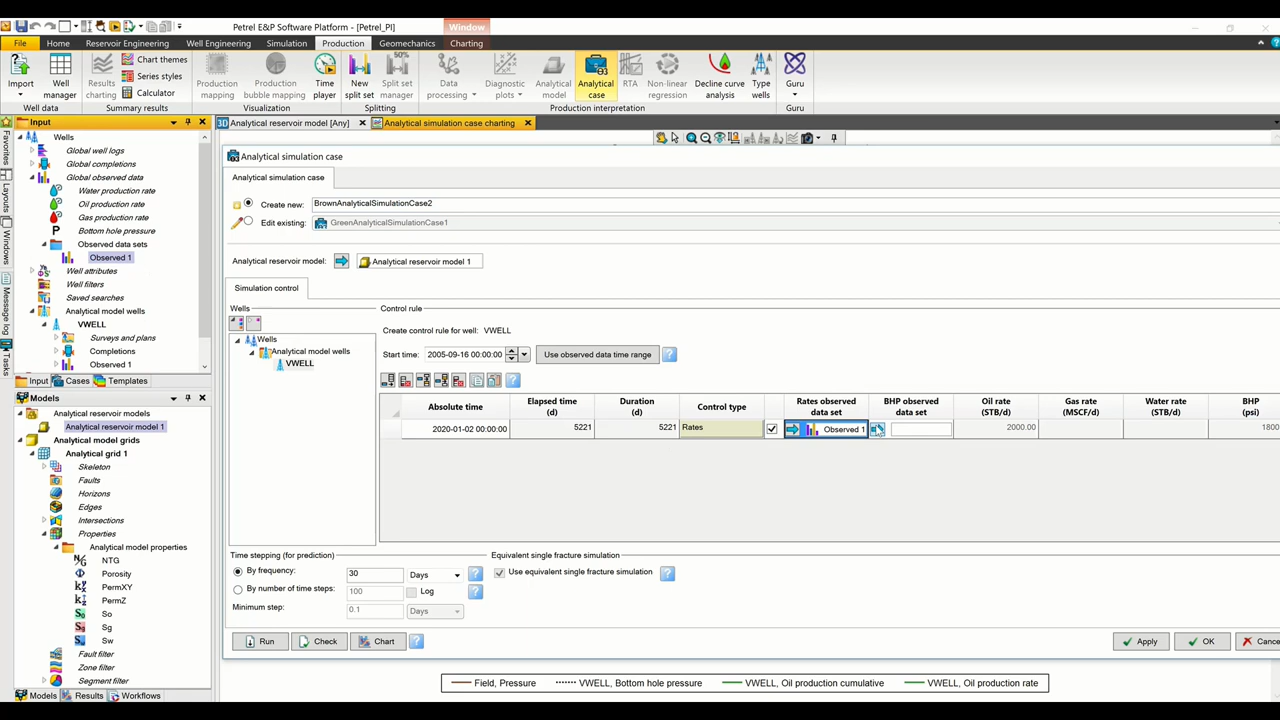 Petrel E&P Software Platform - [Petrel_PI]
Window
File
Home
Reservoir Engineering
Well Engineering
Simulation
Production
Geomechanics
Charting
Import
Well manager
Results charting
Chart themes
Series styles
Calculator
Production mapping
Production bubble mapping
Time player
New split set
Split set manager
Data processing
Diagnostic plots
Analytical model
Analytical case
RTA
Non-linear regression
Decline curve analysis
Type wells
Guru
Well data
Summary results
Visualization
Splitting
Production interpretation
Guru
Favorites
Layouts
Windows
Message log
Tasks
Input
Wells
Global well logs
Global completions
Global observed data
Water production rate
Oil production rate
Gas production rate
Bottom hole pressure
Observed data sets
Observed 1
Well attributes
Well filters
Saved searches
Analytical model wells
VWELL
Surveys and plans
Completions
Observed 1
Input
Cases
Templates
Models
Analytical reservoir models
Analytical reservoir model 1
Analytical model grids
Analytical grid 1
Skeleton
Faults
Horizons
Edges
Intersections
Properties
Analytical model properties
NTG
Porosity
PermXY
PermZ
So
Sg
Sw
Fault filter
Zone filter
Segment filter
Models
Results
Workflows
3D Analytical reservoir model [Any]
Analytical simulation case charting
Analytical simulation case
Analytical simulation case
Create new:
BrownAnalyticalSimulationCase2
Edit existing:
GreenAnalyticalSimulationCase1
Analytical reservoir model:
Analytical reservoir model 1
Simulation control
Wells
Wells
Analytical model wells
VWELL
Control rule
Create control rule for well: VWELL
Start time: 2005-09-16 00:00:00
Use observed data time range
Absolute time
Elapsed time (d)
Duration (d)
Control type
Rates observed data set
BHP observed data set
Oil rate (STB/d)
Gas rate (MSCF/d)
Water rate (STB/d)
BHP (psi)
2020-01-02 00:00:00
5221
5221
Rates
Observed 1
2000.00
1800
Time stepping (for prediction)
By frequency:
30
Days
By number of time steps:
100
Log
Minimum step:
0.1
Days
Equivalent single fracture simulation
Use equivalent single fracture simulation
Run
Check
Chart
Apply
OK
Cance
Field, Pressure
VWELL, Bottom hole pressure
VWELL, Oil production cumulative
VWELL, Oil production rate